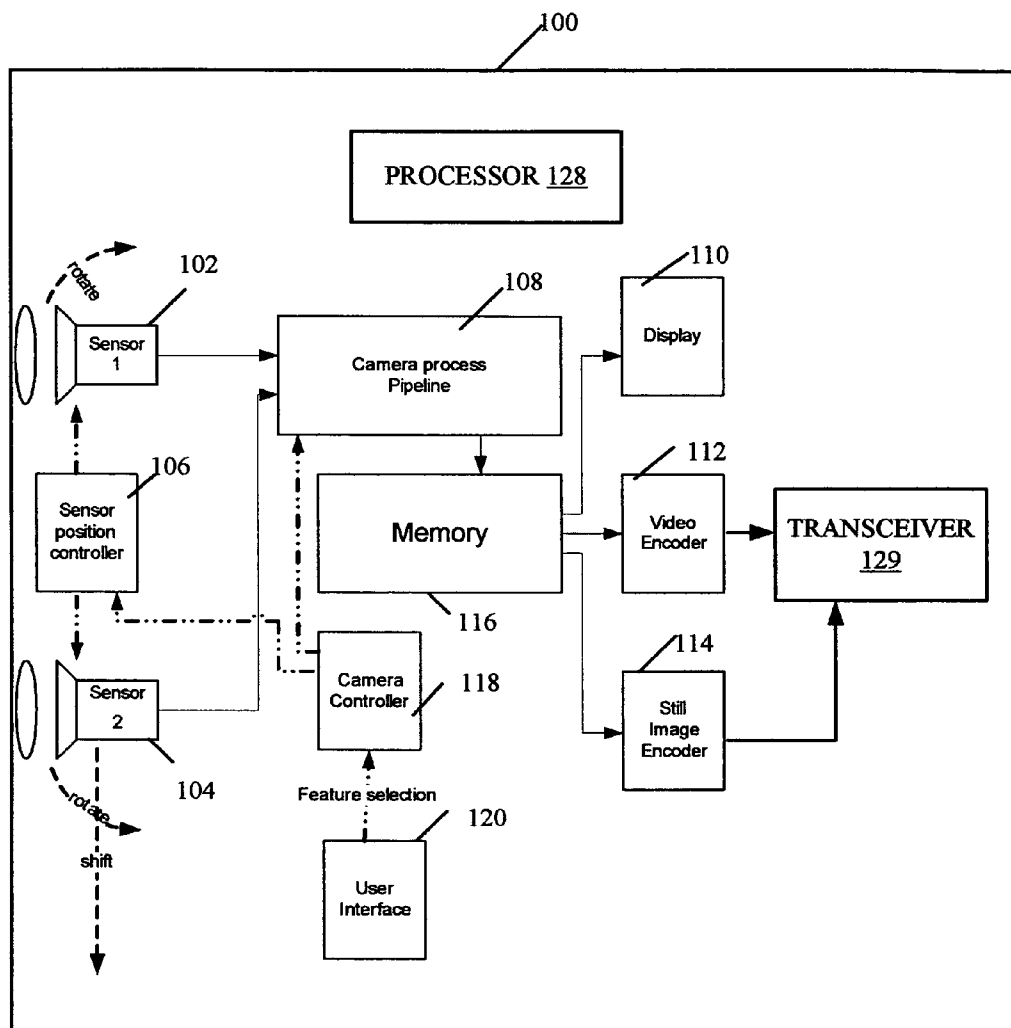 100
PROCESSOR 128
rotate
102
Sensor
1
108
Camera process
Pipeline
110
Display
106
Sensor
position
controller
Memory
116
112
Video
Encoder
TRANSCEIVER
129
Sensor
2
104
rotate
shift
Camera
Controller
118
114
Still
Image
Encoder
Feature selection
120
User
Interface